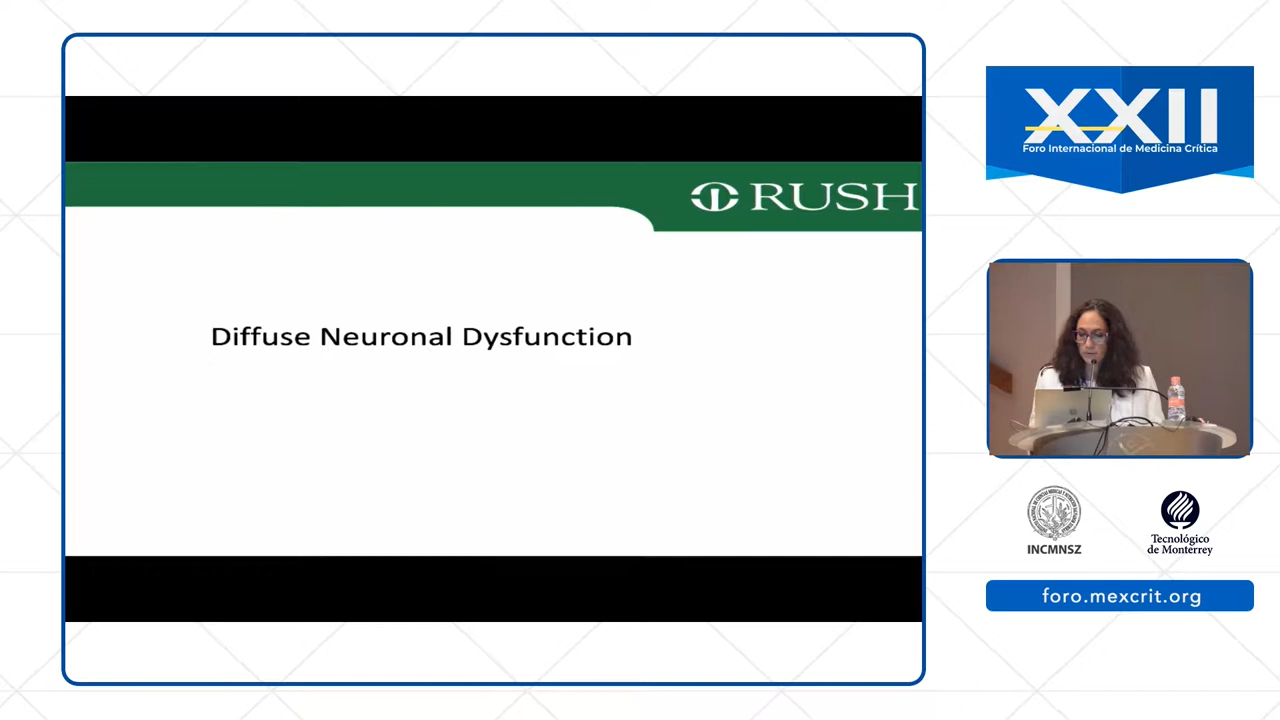 RUSH
Diffuse Neuronal Dysfunction
XXII
Foro Internacional de Medicina Crítica
INCMNSZ
Tecnológico
de Monterrey
foro.mexcrit.org